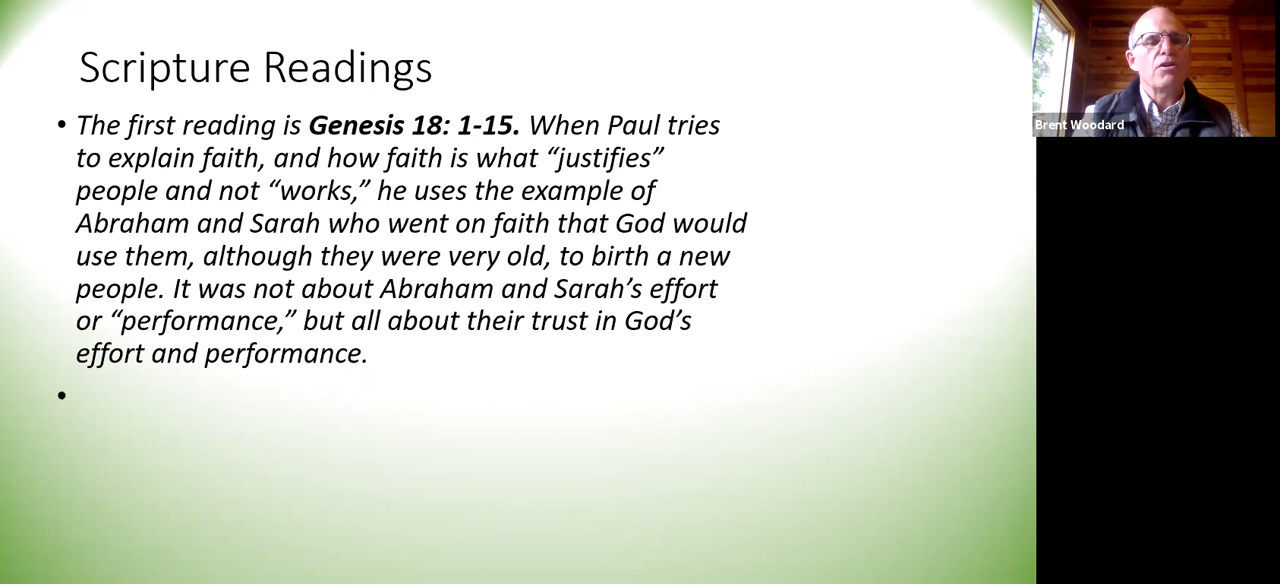 Scripture Readings
• The first reading is Genesis 18: 1-15. When Paul tries
to explain faith, and how faith is what “justifies”
people and not “works,” he uses the example of
Abraham and Sarah who went on faith that God would
use them, although they were very old, to birth a new
people. It was not about Abraham and Sarah’s effort
or “performance,” but all about their trust in God’s
effort and performance.
•
Brent Woodard